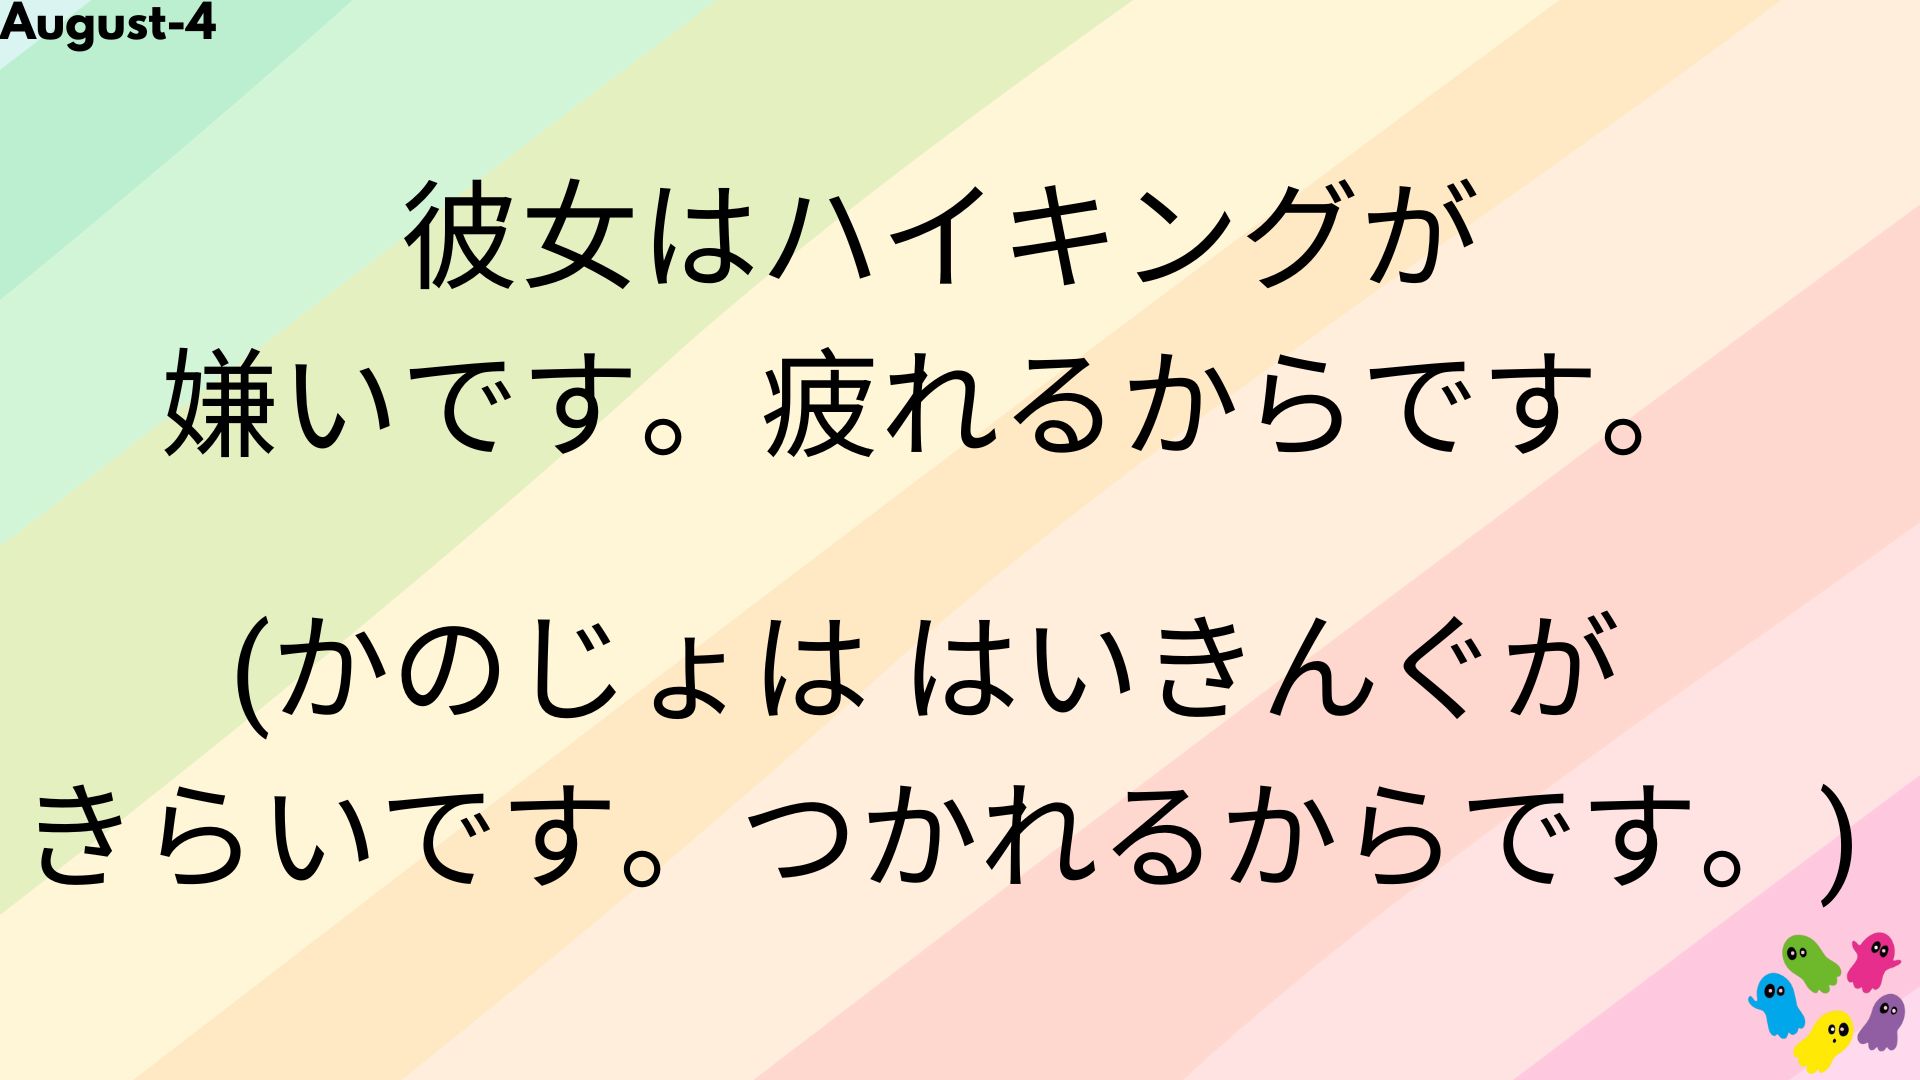 August-4
彼女はハイキングが
嫌いです。疲れるからです。
(かのじょは はいきんぐが
きらいです。つかれるからです。)